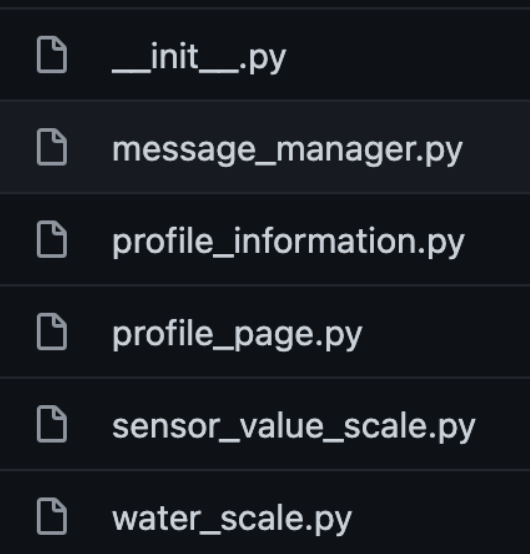 __init__.py
message_manager.py
profile_information.py
profile_page.py
sensor_value_scale.py
water_scale.py